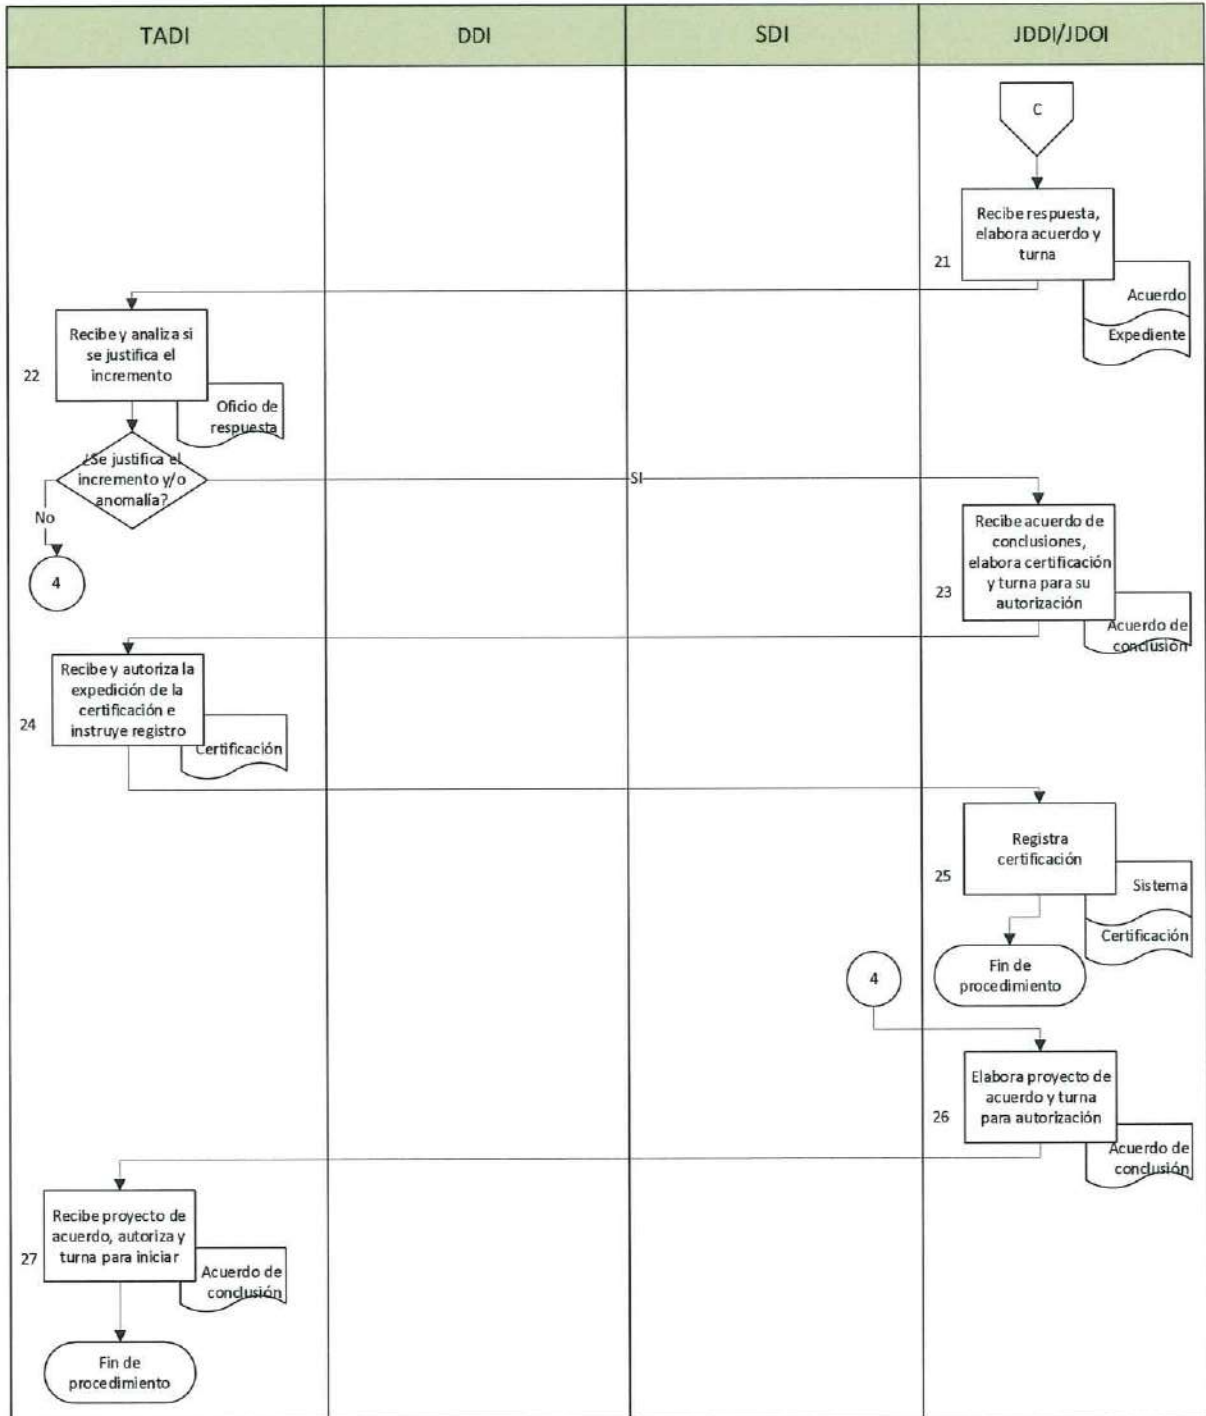 TADI
DDI
SDI
JDDI/JDOI
C
Recibe respuesta,
elabora acuerdo y
turna
21
Acuerdo
Expediente
Recibe y analiza si
se justifica el
incremento
22
Oficio de
respuesta
¿Se justifica el
incremento y/o
anomalía?
SI
No
4
Recibe acuerdo de
conclusiones,
elabora certificación
y turna para su
autorización
23
Acuerdo de
conclusión
Recibe y autoriza la
expedición de la
certificación e
instruye registro
24
Certificación
Registra
certificación
25
Sistema
Certificación
Fin de
procedimiento
4
Elabora proyecto de
acuerdo y turna
para autorización
26
Acuerdo de
conclusión
Recibe proyecto de
acuerdo, autoriza y
turna para iniciar
27
Acuerdo de
conclusión
Fin de
procedimiento